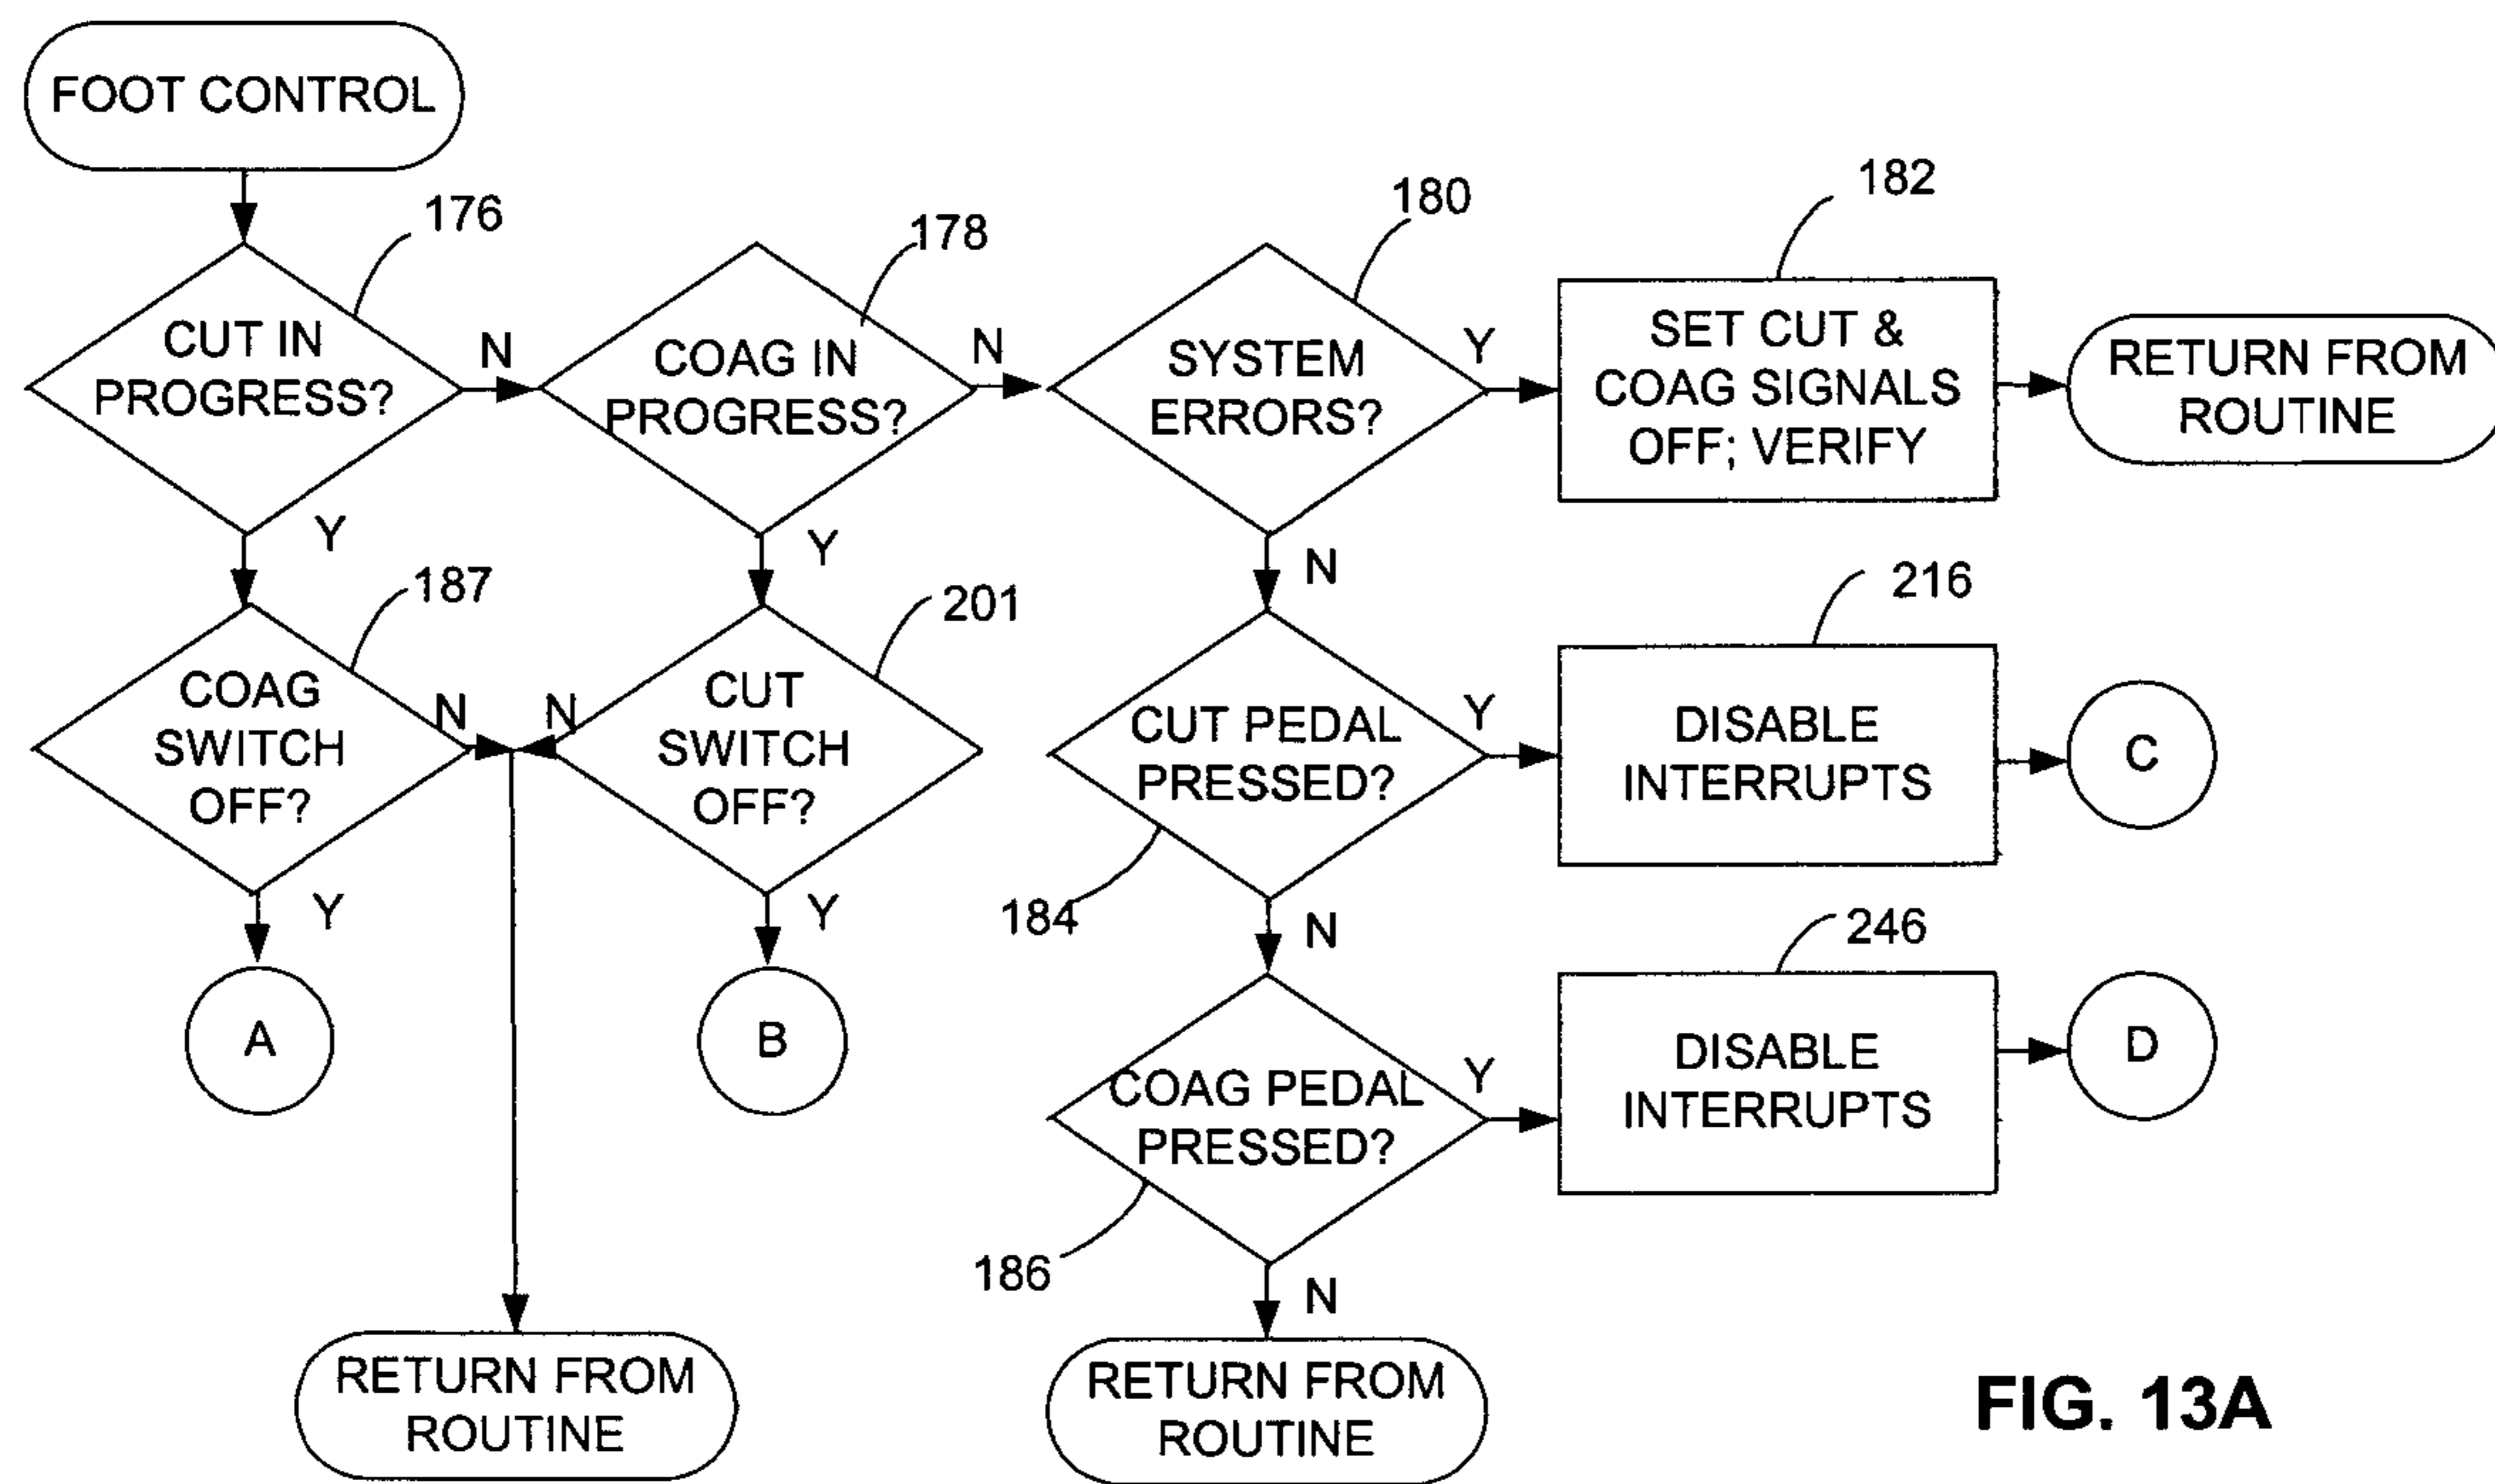 FOOT CONTROL
176
178
180
182
CUT IN
PROGRESS?
N
COAG IN
PROGRESS?
N
SYSTEM
ERRORS?
Y
SET CUT &
COAG SIGNALS
OFF; VERIFY
RETURN FROM
ROUTINE
Y
Y
N
187
201
216
COAG
SWITCH
OFF?
N
N
CUT
SWITCH
OFF?
CUT PEDAL
PRESSED?
Y
DISABLE
INTERRUPTS
C
184
Y
Y
N
246
A
B
COAG PEDAL
PRESSED?
Y
DISABLE
INTERRUPTS
D
186
N
RETURN FROM
ROUTINE
RETURN FROM
ROUTINE
FIG. 13A